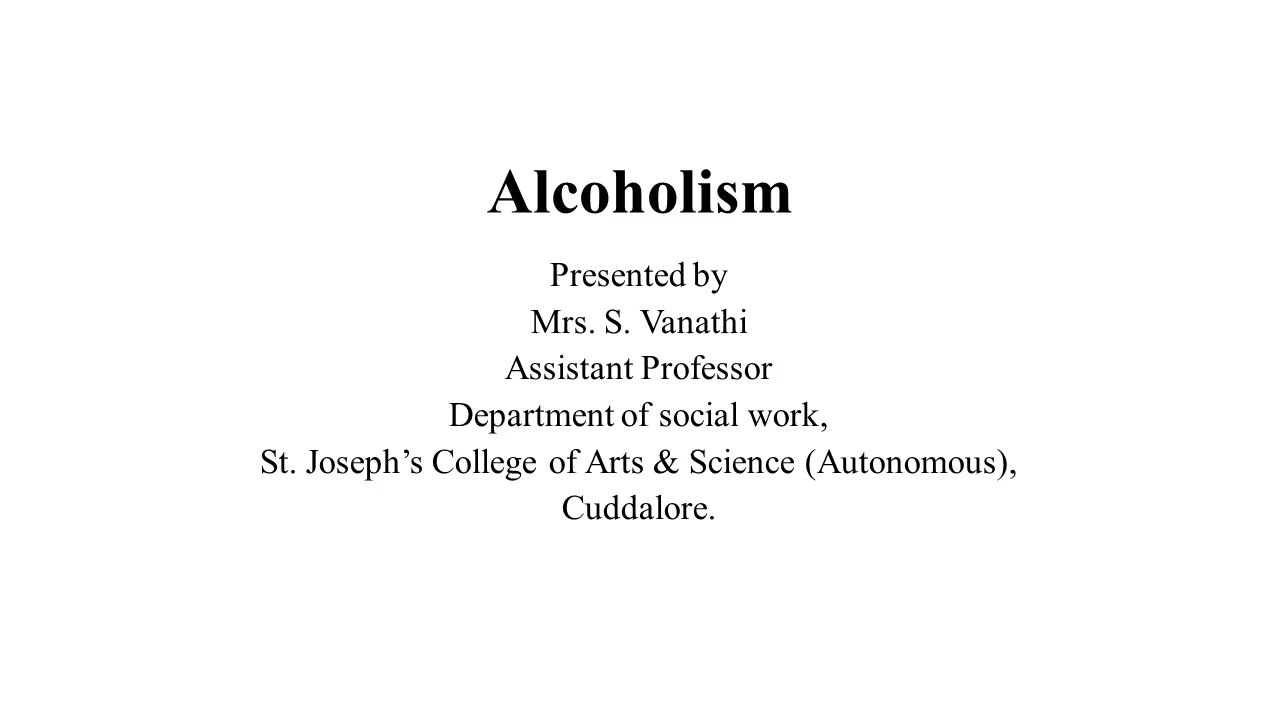 Alcoholism
Presented by
Mrs. S. Vanathi
Assistant Professor
Department of social work,
St. Joseph’s College of Arts & Science (Autonomous),
Cuddalore.